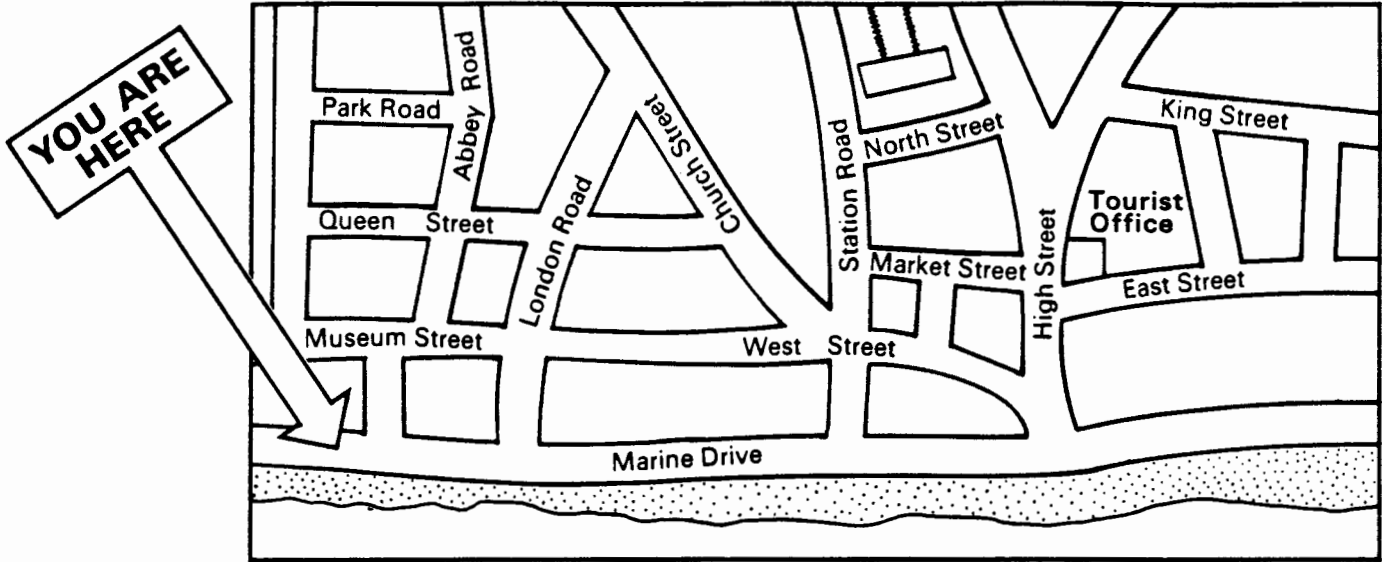 YOU ARE
HERE
Park Road
Abbey Road
Queen Street
London Road
Church Street
Museum Street
West Street
Station Road
North Street
Market Street
High Street
King Street
Tourist
Office
East Street
Marine Drive